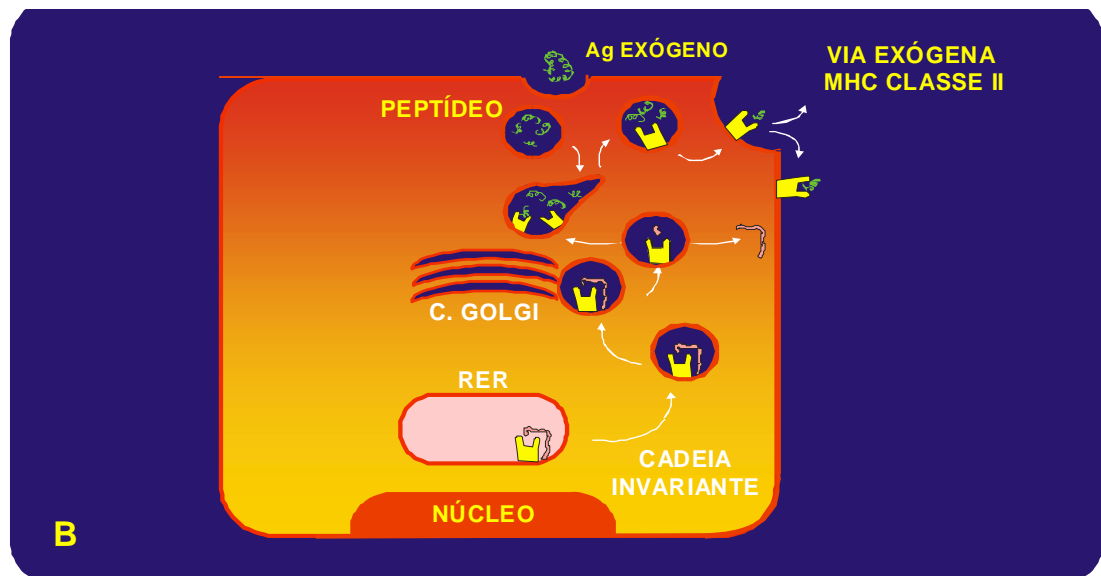 Ag EXÓGENO
VIA EXÓGENA
MHC CLASSE II
PEPTÍDEO
C. GOLGI
RER
CADEIA
INVARIANTE
NÚCLEO
B